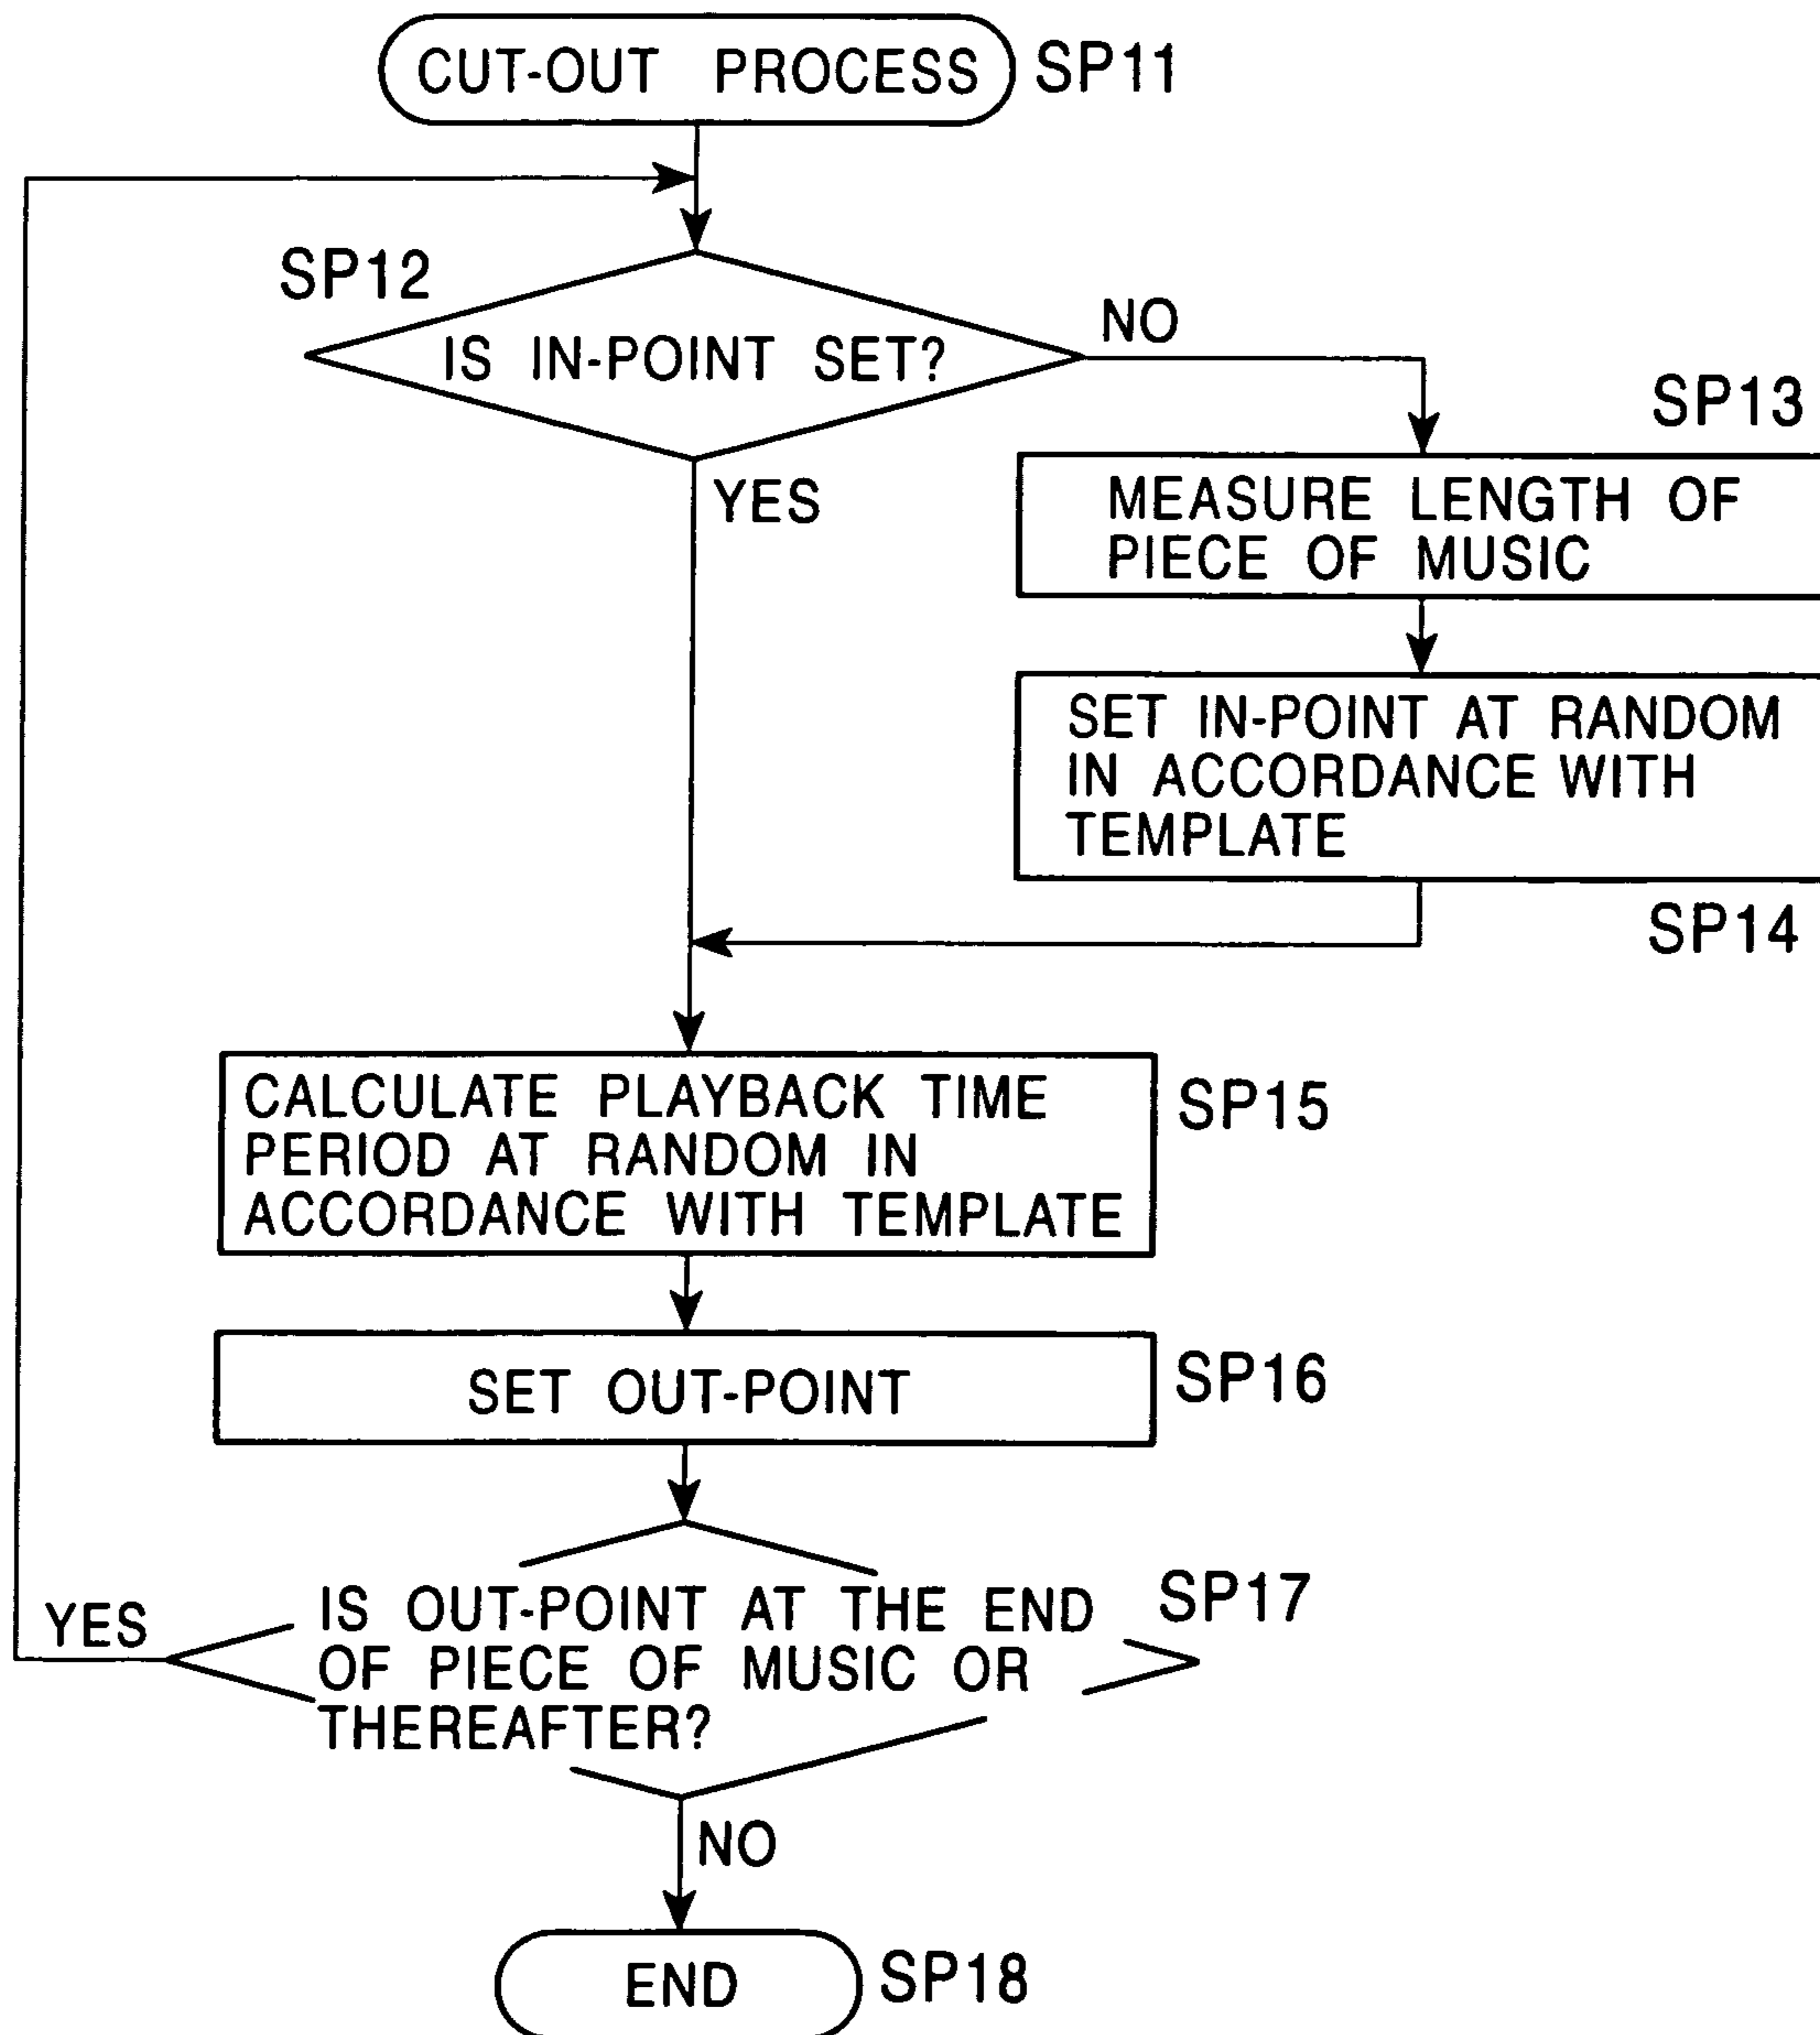 CUT-OUT PROCESS
SP11
SP12
IS IN-POINT SET?
NO
YES
SP13
MEASURE LENGTH OF
PIECE OF MUSIC
SET IN-POINT AT RANDOM
IN ACCORDANCE WITH
TEMPLATE
SP14
CALCULATE PLAYBACK TIME
PERIOD AT RANDOM IN
ACCORDANCE WITH TEMPLATE
SP15
SET OUT-POINT
SP16
IS OUT-POINT AT THE END
OF PIECE OF MUSIC OR
THEREAFTER?
SP17
YES
NO
END
SP18